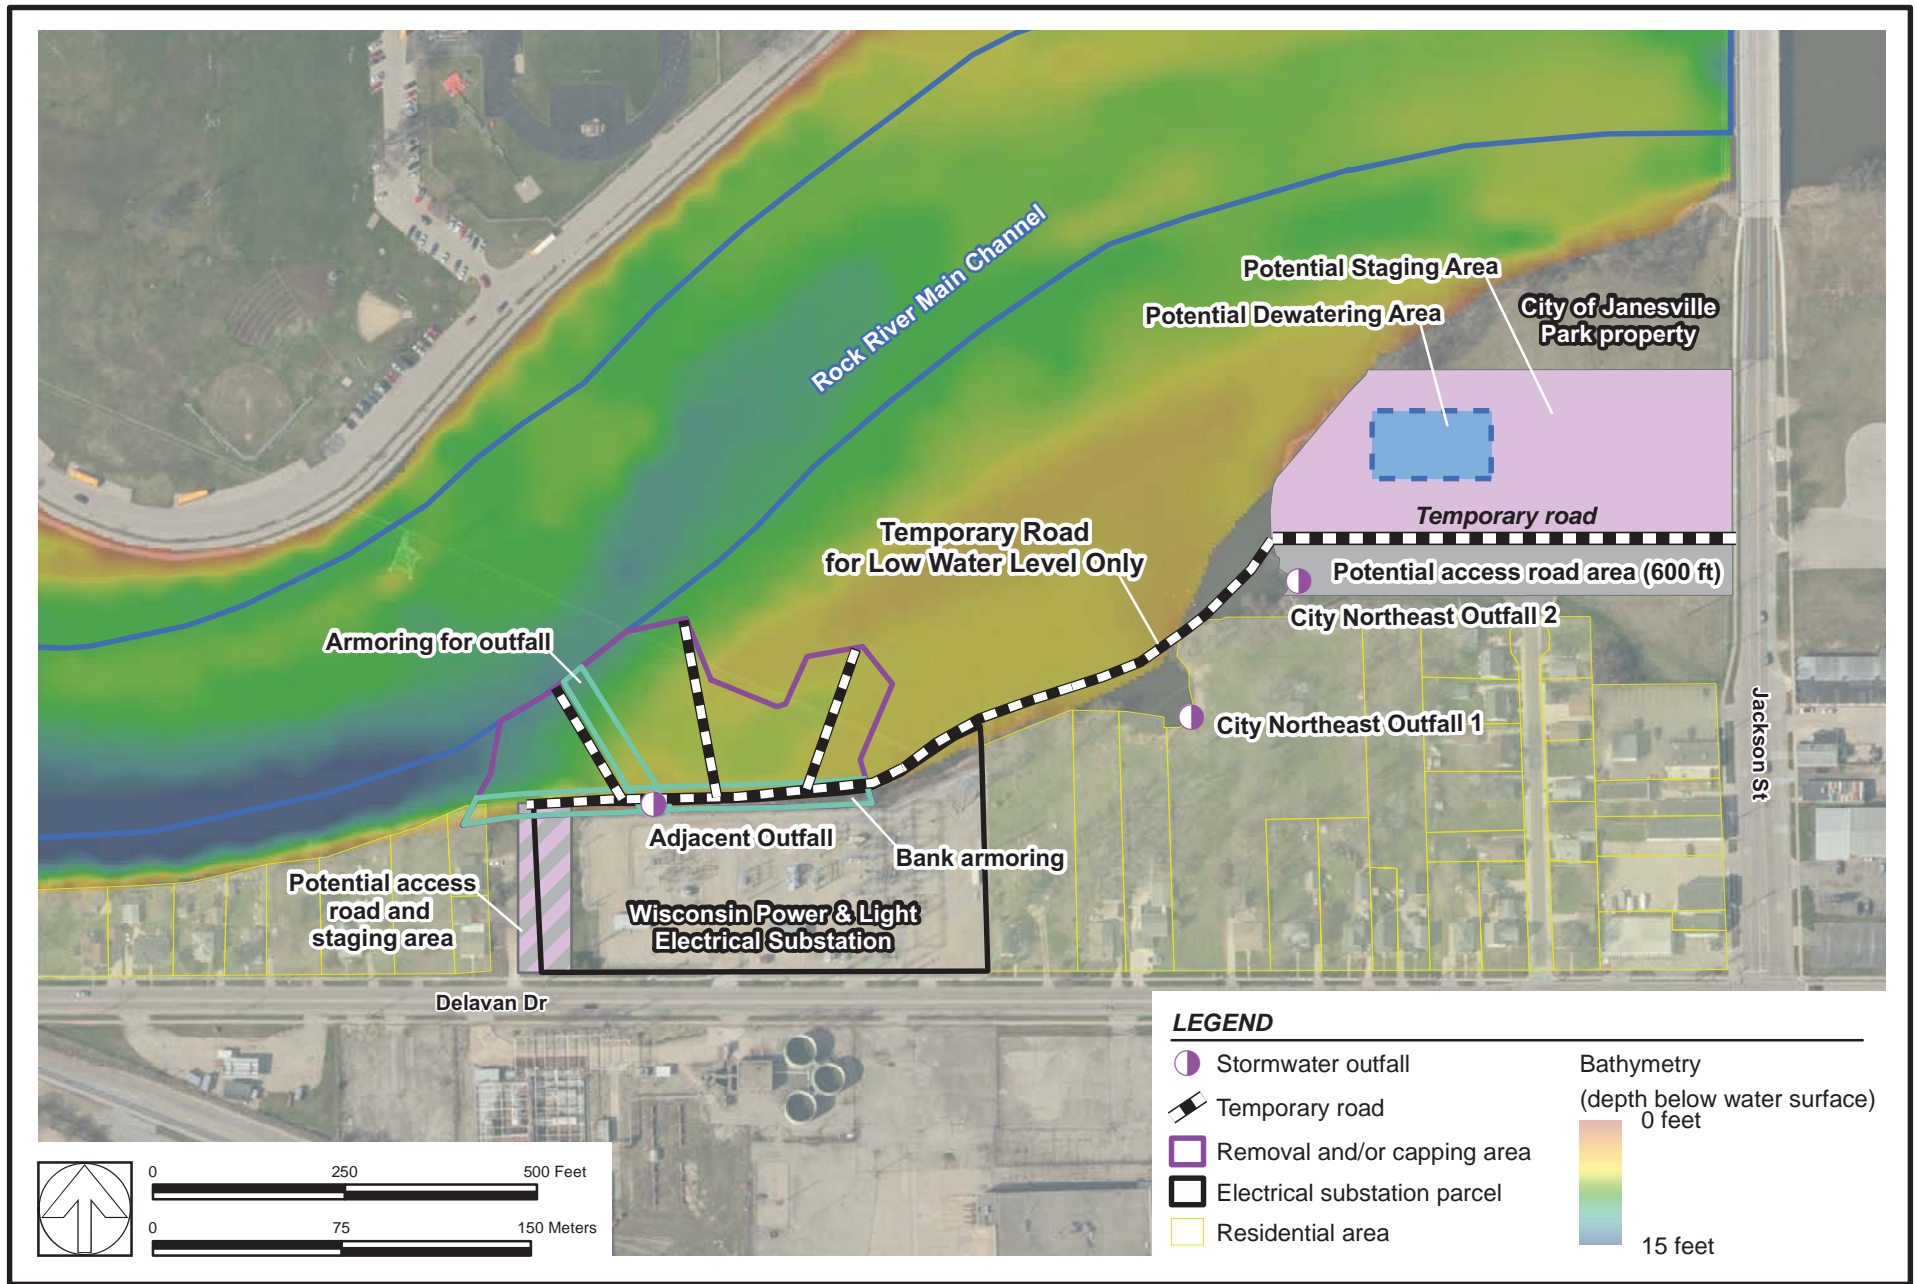 Rock River Main Channel
Potential Staging Area
Potential Dewatering Area
City of Janesville
Park property
Temporary road
Temporary Road
for Low Water Level Only
Potential access road area (600 ft)
City Northeast Outfall 2
Armoring for outfall
City Northeast Outfall 1
Jackson St
Adjacent Outfall
Bank armoring
Potential access
road and
staging area
Wisconsin Power & Light
Electrical Substation
Delavan Dr
LEGEND
Stormwater outfall
Temporary road
Removal and/or capping area
Electrical substation parcel
Residential area
Bathymetry
(depth below water surface)
0 feet
15 feet
0 250 500 Feet
0 75 150 Meters